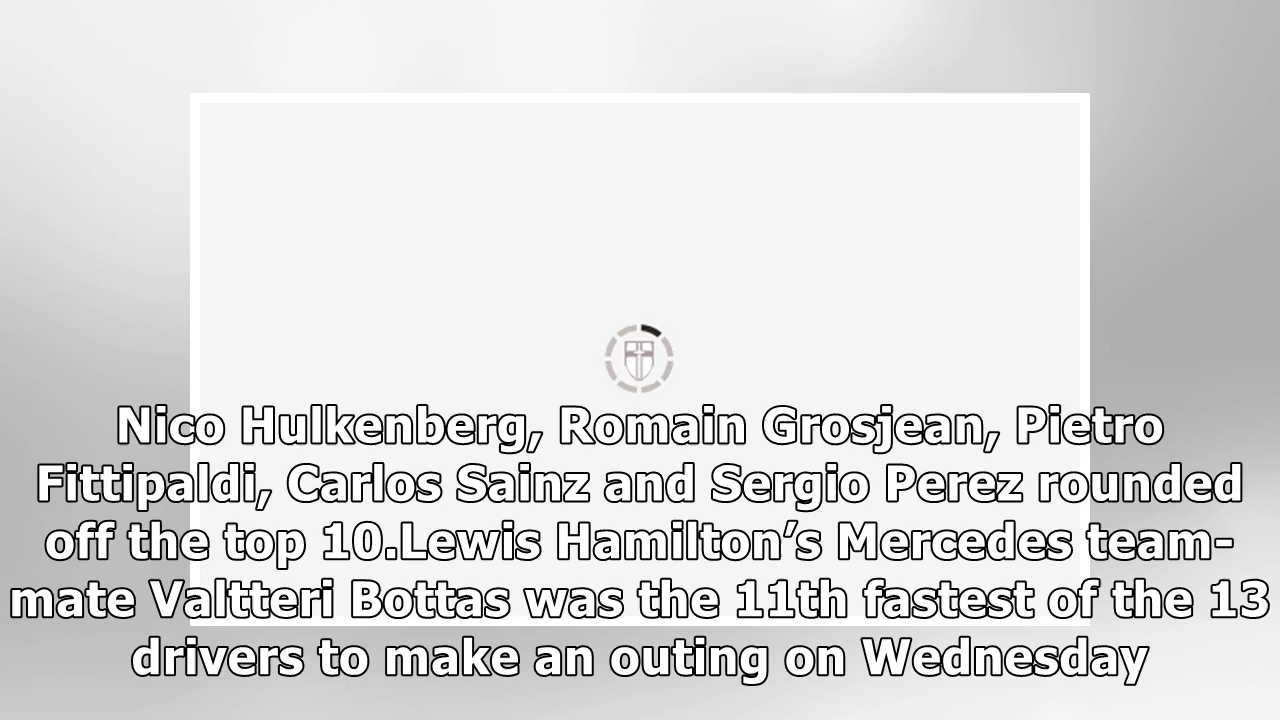 Nico Hulkenberg, Romain Grosjean, Pietro
Fittipaldi, Carlos Sainz and Sergio Perez rounded
off the top 10.Lewis Hamilton’s Mercedes team-
mate Valtteri Bottas was the 11th fastest of the 13
drivers to make an outing on Wednesday